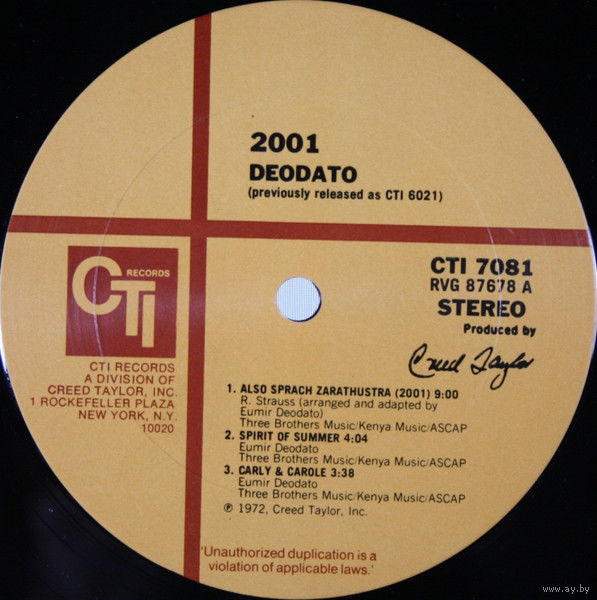 2001
DEODATO
(previously released as CTI 6021)
CTI RECORDS
CTI RECORDS
A DIVISION OF
CREED TAYLOR, INC.
1 ROCKEFELLER PLAZA
NEW YORK, N.Y.
10020
CTI 7081
RVG 87678 A
STEREO
Produced by
Creed Taylor
1. ALSO SPRACH ZARATHUSTRA (2001) 9:00
R. Strauss (arranged and adapted by
Eumir Deodato)
Three Brothers Music/Kenya Music/ASCAP
2. SPIRIT OF SUMMER 4:04
Eumir Deodato
Three Brothers Music/Kenya Music/ASCAP
3. CARLY & CAROLE 3:38
Eumir Deodato
Three Brothers Music/Kenya Music/ASCAP
℗ 1972, Creed Taylor, Inc.
'Unauthorized duplication is a
violation of applicable laws.'
www.ay.by